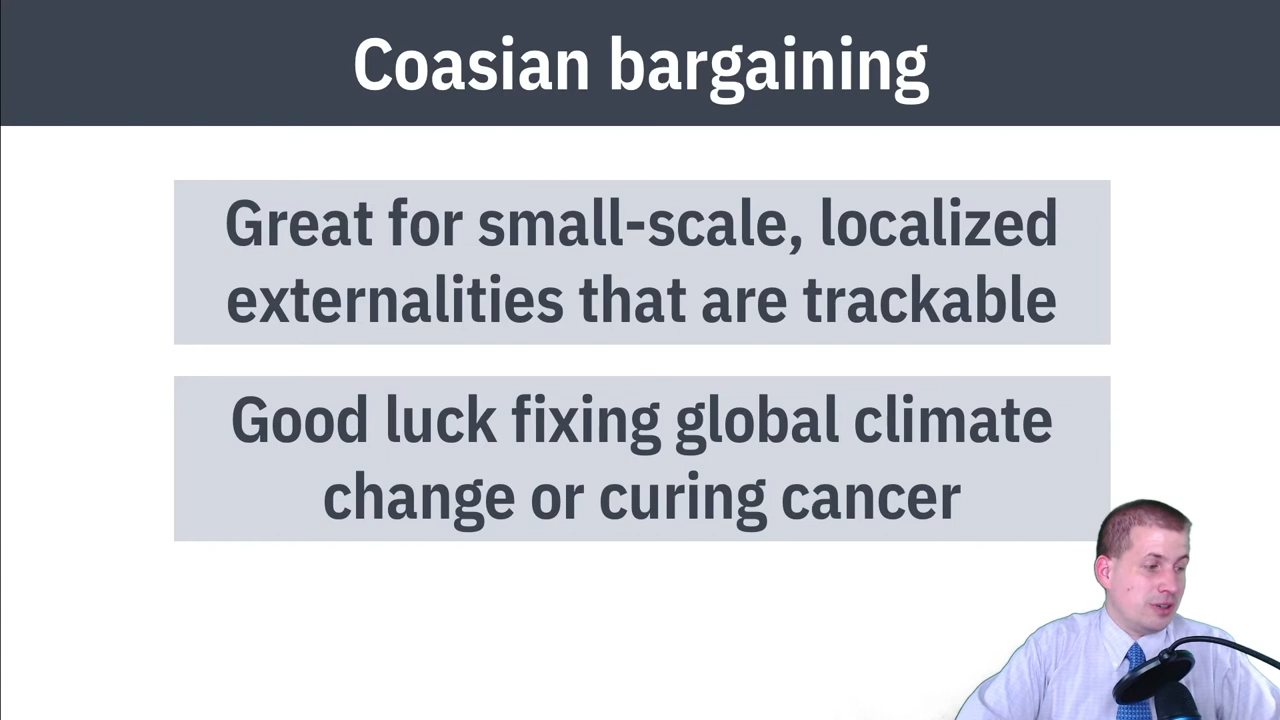 Coasian bargaining
Great for small-scale, localized
externalities that are trackable
Good luck fixing global climate
change or curing cancer